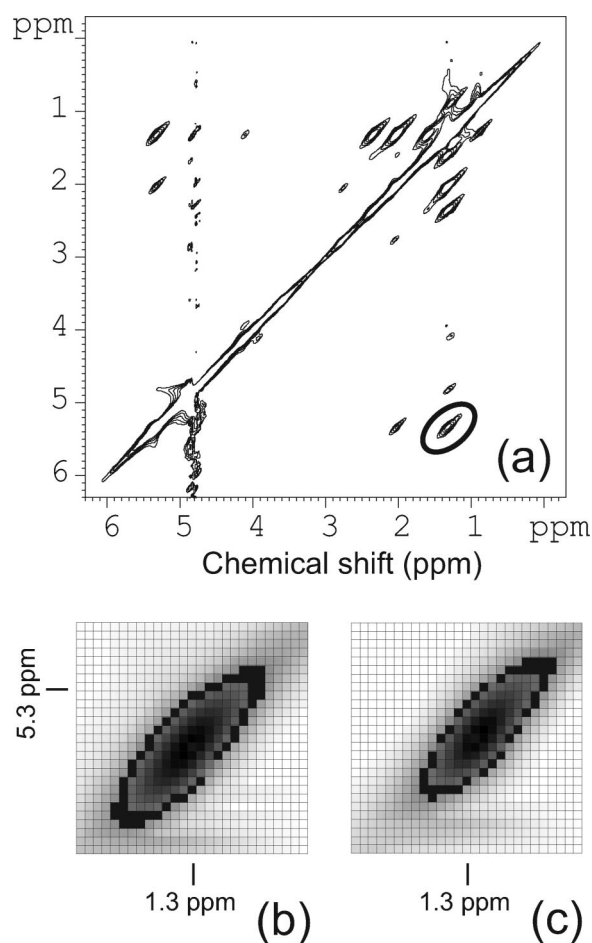 ppm
1
2
3
4
5
6
(a)
6 5 4 3 2 1 ppm
Chemical shift (ppm)
5.3 ppm
1.3 ppm
(b)
1.3 ppm
(c)